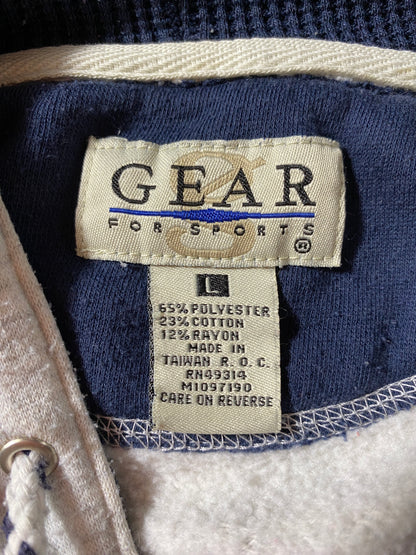 GEAR
FOR SPORTS®
L
65% POLYESTER
23% COTTON
12% RAYON
MADE IN
TAIWAN R. O. C.
RN49314
M1097190
CARE ON REVERSE